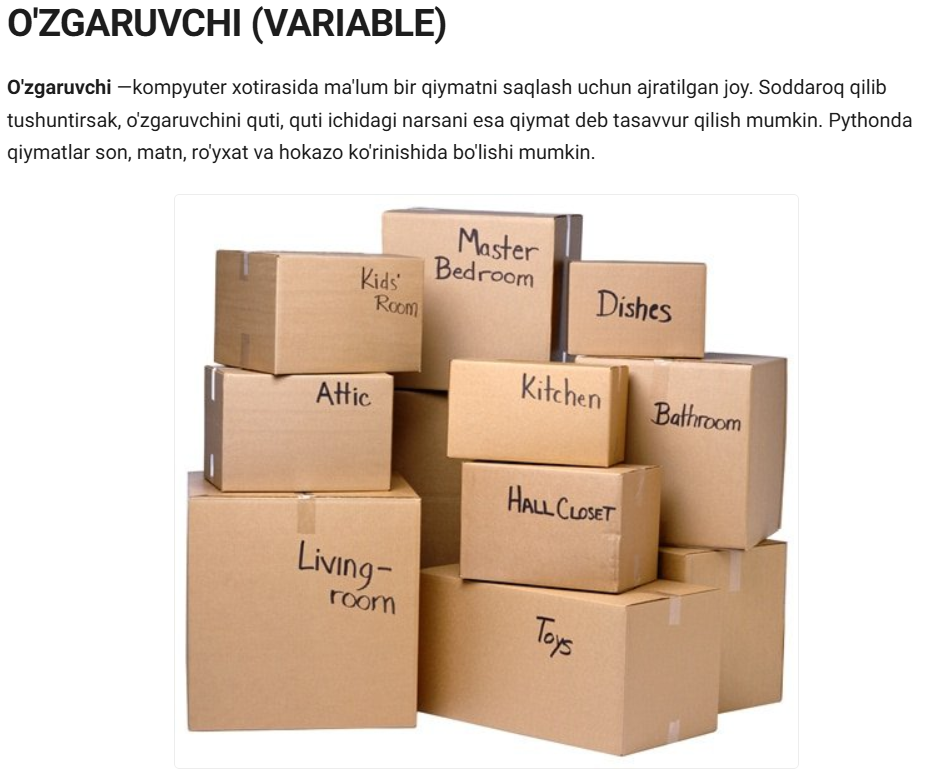 O'ZGARUVCHI (VARIABLE)
O'zgaruvchi —kompyuter xotirasida ma'lum bir qiymatni saqlash uchun ajratilgan joy. Soddaroq qilib
tushuntirsak, o'zgaruvchini quti, quti ichidagi narsani esa qiymat deb tasavvur qilish mumkin. Pythonda
qiymatlar son, matn, ro'yxat va hokazo ko'rinishida bo'lishi mumkin.
Master
Bedroom
Kids'
Room
Dishes
Attic
Kitchen
Bathroom
HALL CLOSET
Living-
room
Toys